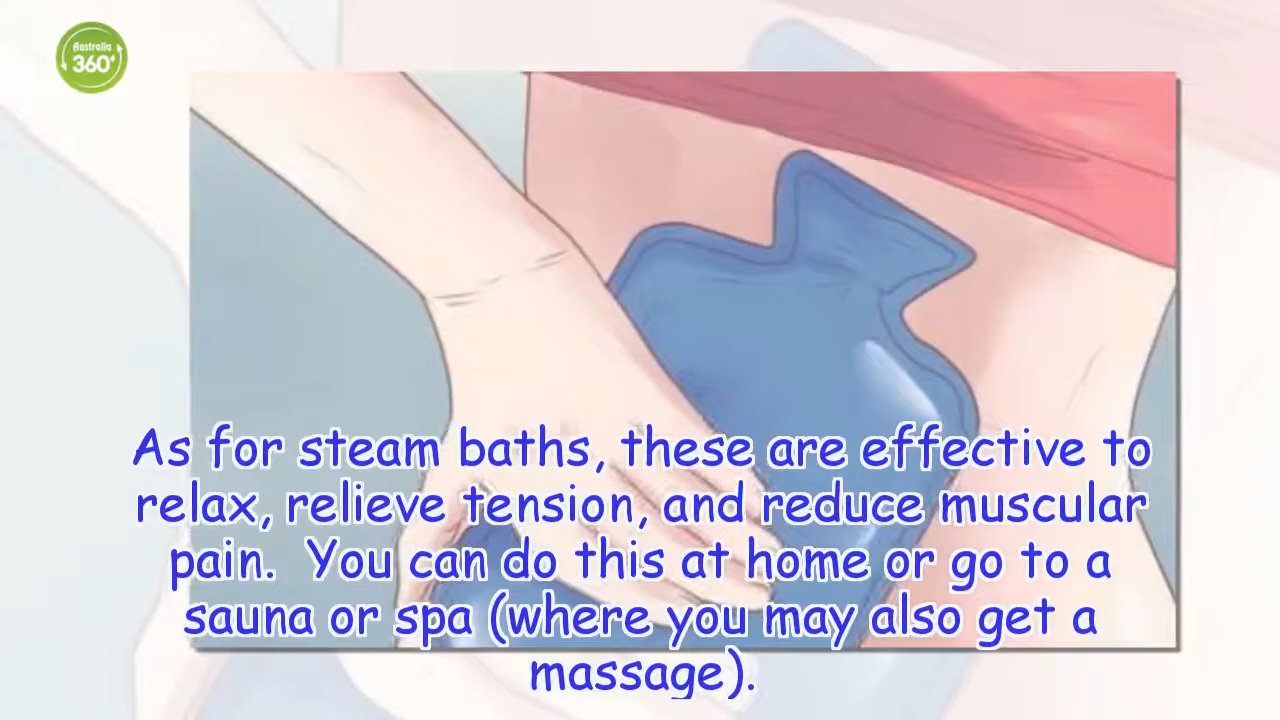 Australia
360°
As for steam baths, these are effective to
relax, relieve tension, and reduce muscular
pain.  You can do this at home or go to a
sauna or spa (where you may also get a
massage).